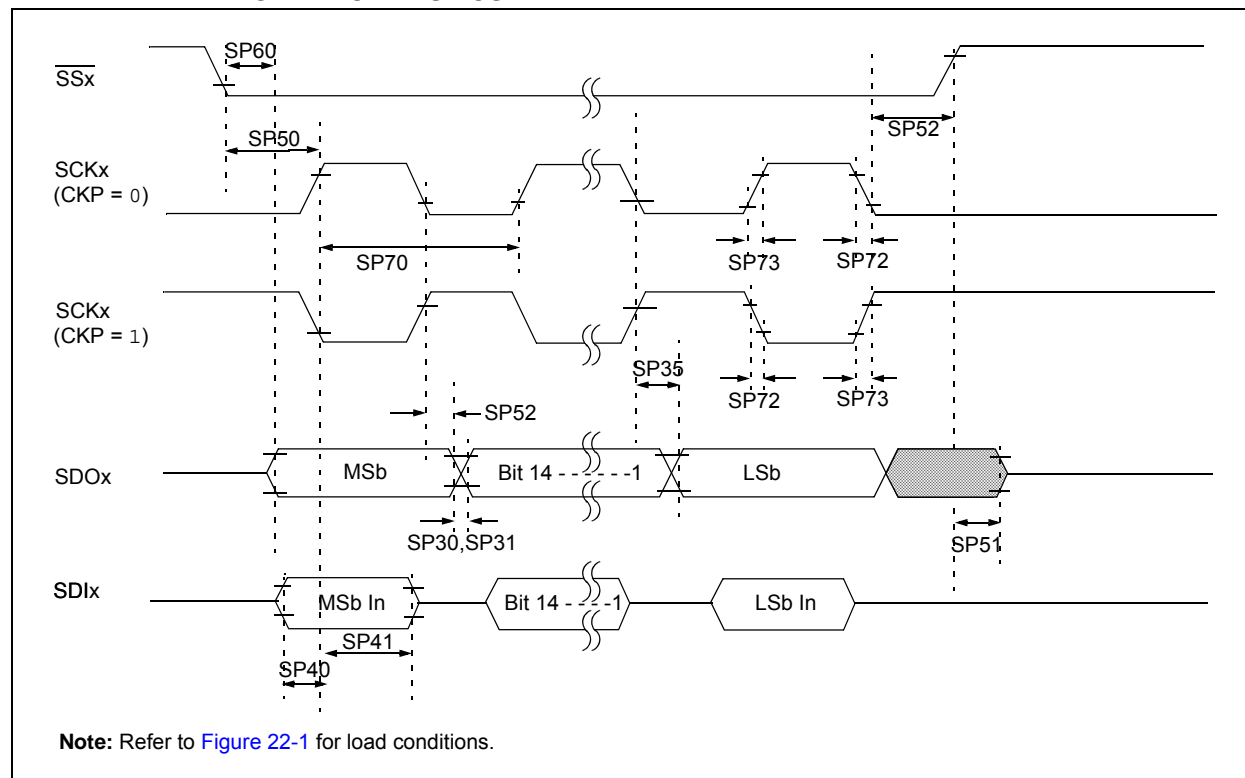 SP60
SSx
SP52
SP50
SCKx
(CKP = 0)
SP70
SP73
SP72
SCKx
(CKP = 1)
SP35
SP72
SP73
SP52
SDOx
MSb
Bit 14 - - - - - -1
LSb
SP30,SP31
SP51
SDIx
MSb In
Bit 14 - - - -1
LSb In
SP41
SP40
Note: Refer to Figure 22-1 for load conditions.